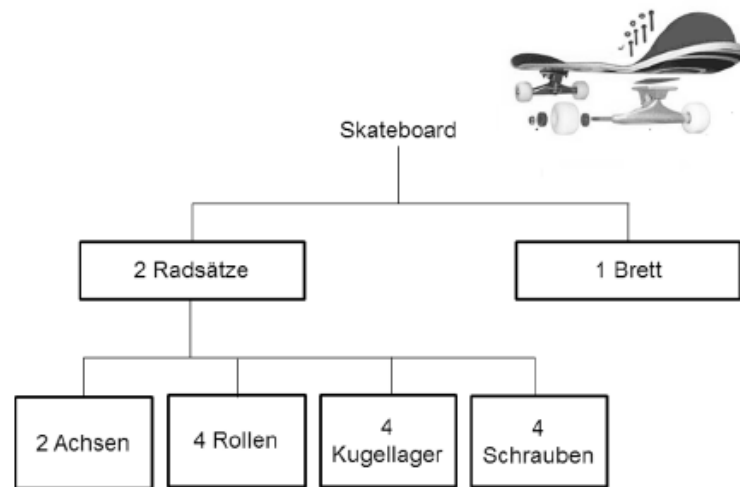 Skateboard
2 Radsätze
1 Brett
2 Achsen
4 Rollen
4
Kugellager
4
Schrauben